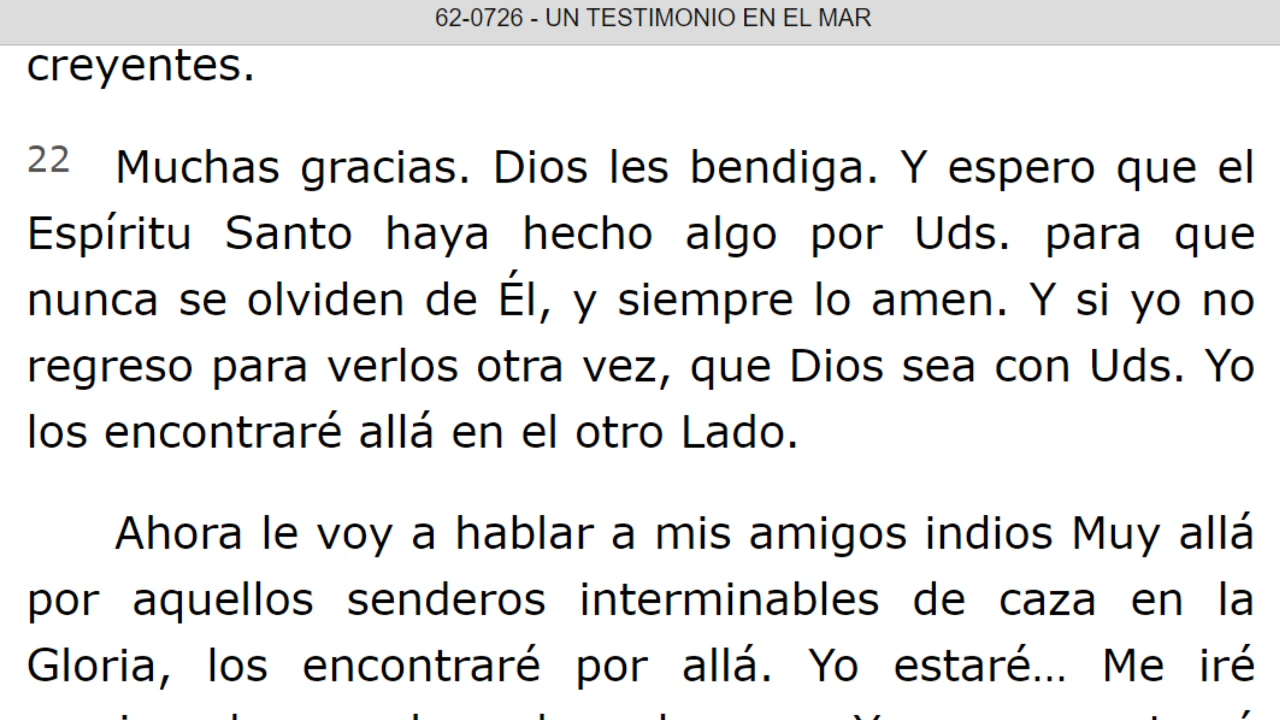 62-0726 - UN TESTIMONIO EN EL MAR
creyentes.
22 Muchas gracias. Dios les bendiga. Y espero que el
Espíritu Santo haya hecho algo por Uds. para que
nunca se olviden de Él, y siempre lo amen. Y si yo no
regreso para verlos otra vez, que Dios sea con Uds. Yo
los encontraré allá en el otro Lado.
Ahora le voy a hablar a mis amigos indios Muy allá
por aquellos senderos interminables de caza en la
Gloria, los encontraré por allá. Yo estaré… Me iré